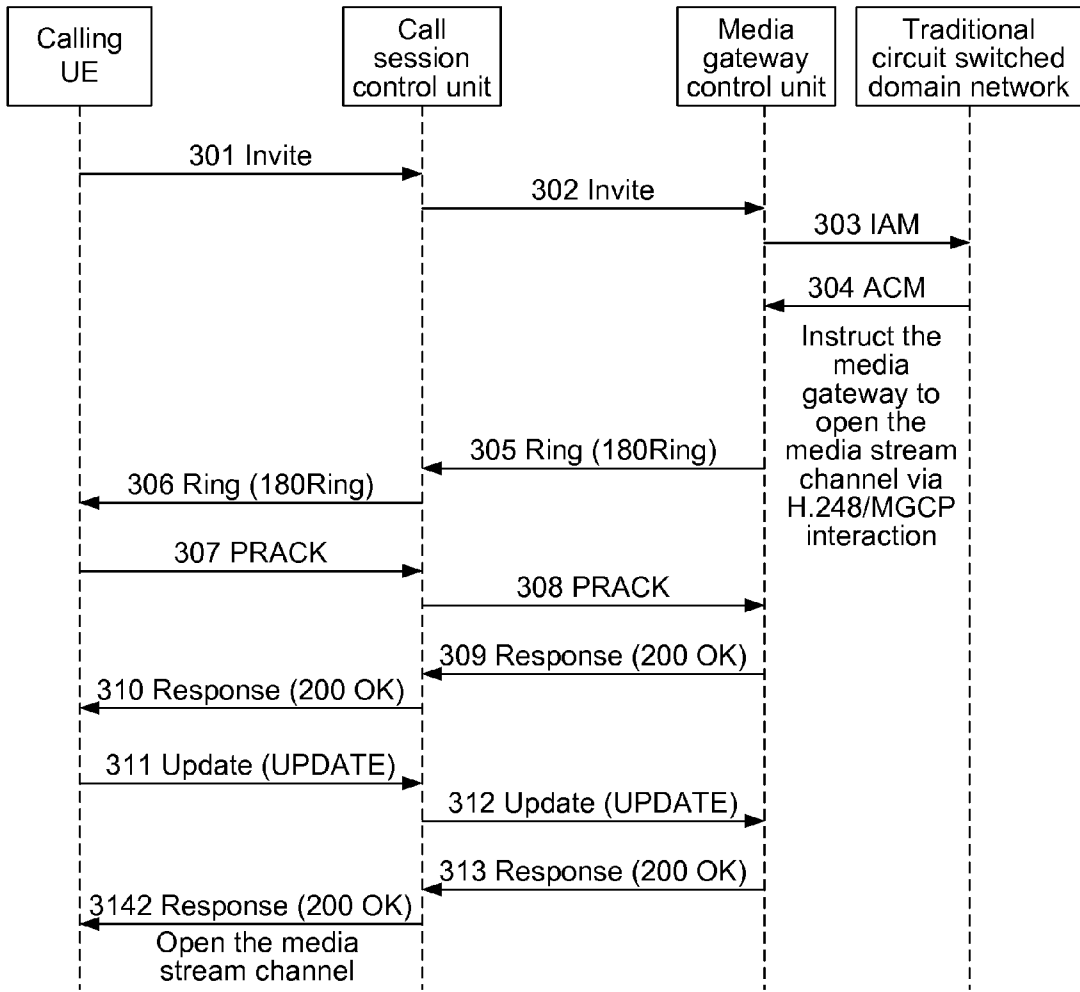 Calling
UE
Call
session
control unit
Media
gateway
control unit
Traditional
circuit switched
domain network
301 Invite
302 Invite
303 IAM
304 ACM
Instruct the
media
gateway to
open the
media stream
channel via
H.248/MGCP
interaction
305 Ring (180Ring)
306 Ring (180Ring)
307 PRACK
308 PRACK
309 Response (200 OK)
310 Response (200 OK)
311 Update (UPDATE)
312 Update (UPDATE)
313 Response (200 OK)
3142 Response (200 OK)
Open the media
stream channel